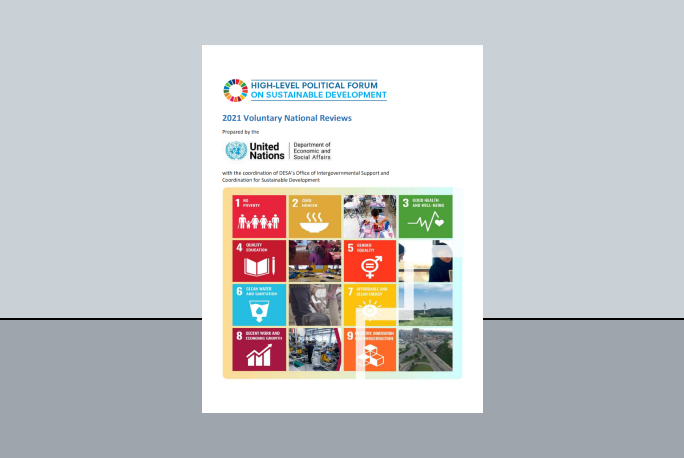 HIGH-LEVEL POLITICAL FORUM
ON SUSTAINABLE DEVELOPMENT
2021 Voluntary National Reviews
Prepared by the
United Nations
Department of
Economic and
Social Affairs
with the coordination of DESA's Office of Intergovernmental Support and
Coordination for Sustainable Development
1 NO
POVERTY
2 ZERO
HUNGER
3 GOOD HEALTH
AND WELL-BEING
4 QUALITY
EDUCATION
5 GENDER
EQUALITY
6 CLEAN WATER
AND SANITATION
7 AFFORDABLE AND
CLEAN ENERGY
8 DECENT WORK AND
ECONOMIC GROWTH
9 INNOVATION